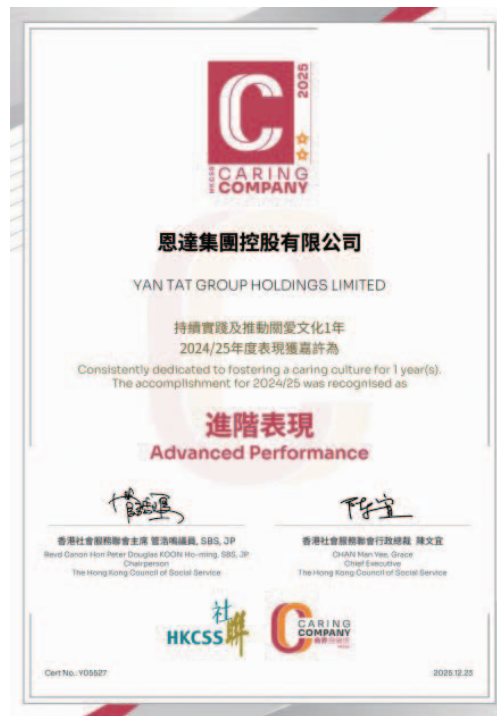 C
2025
HKCSS
CARING
COMPANY
恩達集團控股有限公司
YAN TAT GROUP HOLDINGS LIMITED
持續實踐及推動關愛文化1年
2024/25年度表現獲嘉許為
Consistently dedicated to fostering a caring culture for 1 year(s).
The accomplishment for 2024/25 was recognised as
進階表現
Advanced Performance
香港社會服務聯會主席 管浩鳴議員, SBS, JP
Revd Canon Hon Peter Douglas KOON Ho-ming, SBS, JP
Chairperson
The Hong Kong Council of Social Service
香港社會服務聯會行政總裁 陳文宜
CHAN Man Yee, Grace
Chief Executive
The Hong Kong Council of Social Service
社聯
HKCSS
CARING
COMPANY
Cert No.: Y05527
2025.12.23